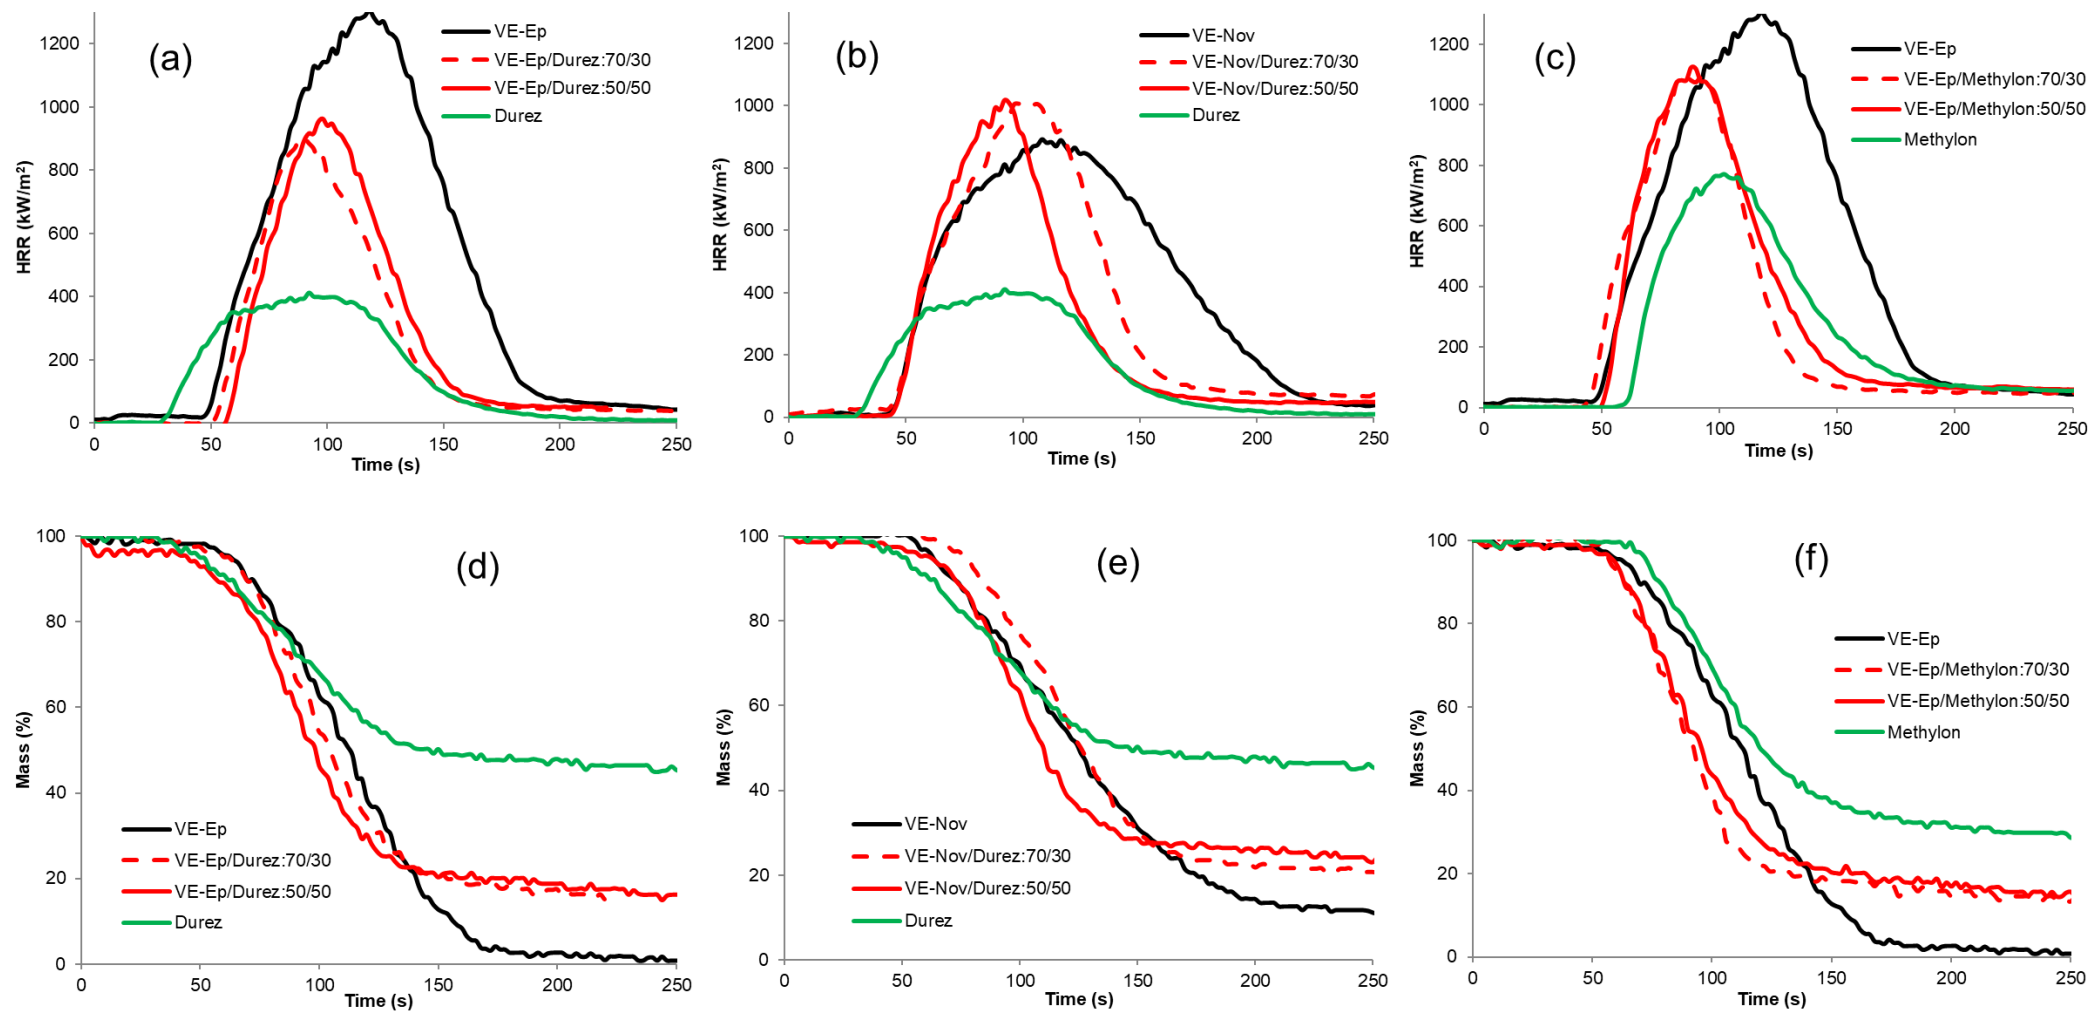 (a)
VE-Ep
VE-Ep/Durez:70/30
VE-Ep/Durez:50/50
Durez
HRR (kW/m²)
1200
1000
800
600
400
200
0
0 50 100 150 200 250
Time (s)
(b)
VE-Nov
VE-Nov/Durez:70/30
VE-Nov/Durez:50/50
Durez
HRR (kW/m²)
1200
1000
800
600
400
200
0
0 50 100 150 200 250
Time (s)
(c)
VE-Ep
VE-Ep/Methylon:70/30
VE-Ep/Methylon:50/50
Methylon
HRR (kW/m²)
1200
1000
800
600
400
200
0
0 50 100 150 200 250
Time (s)
(d)
Mass (%)
100
80
60
40
20
0
VE-Ep
VE-Ep/Durez:70/30
VE-Ep/Durez:50/50
Durez
0 50 100 150 200 250
Time (s)
(e)
Mass (%)
100
80
60
40
20
0
VE-Nov
VE-Nov/Durez:70/30
VE-Nov/Durez:50/50
Durez
0 50 100 150 200 250
Time (s)
(f)
Mass (%)
100
80
60
40
20
0
VE-Ep
VE-Ep/Methylon:70/30
VE-Ep/Methylon:50/50
Methylon
0 50 100 150 200 250
Time (s)